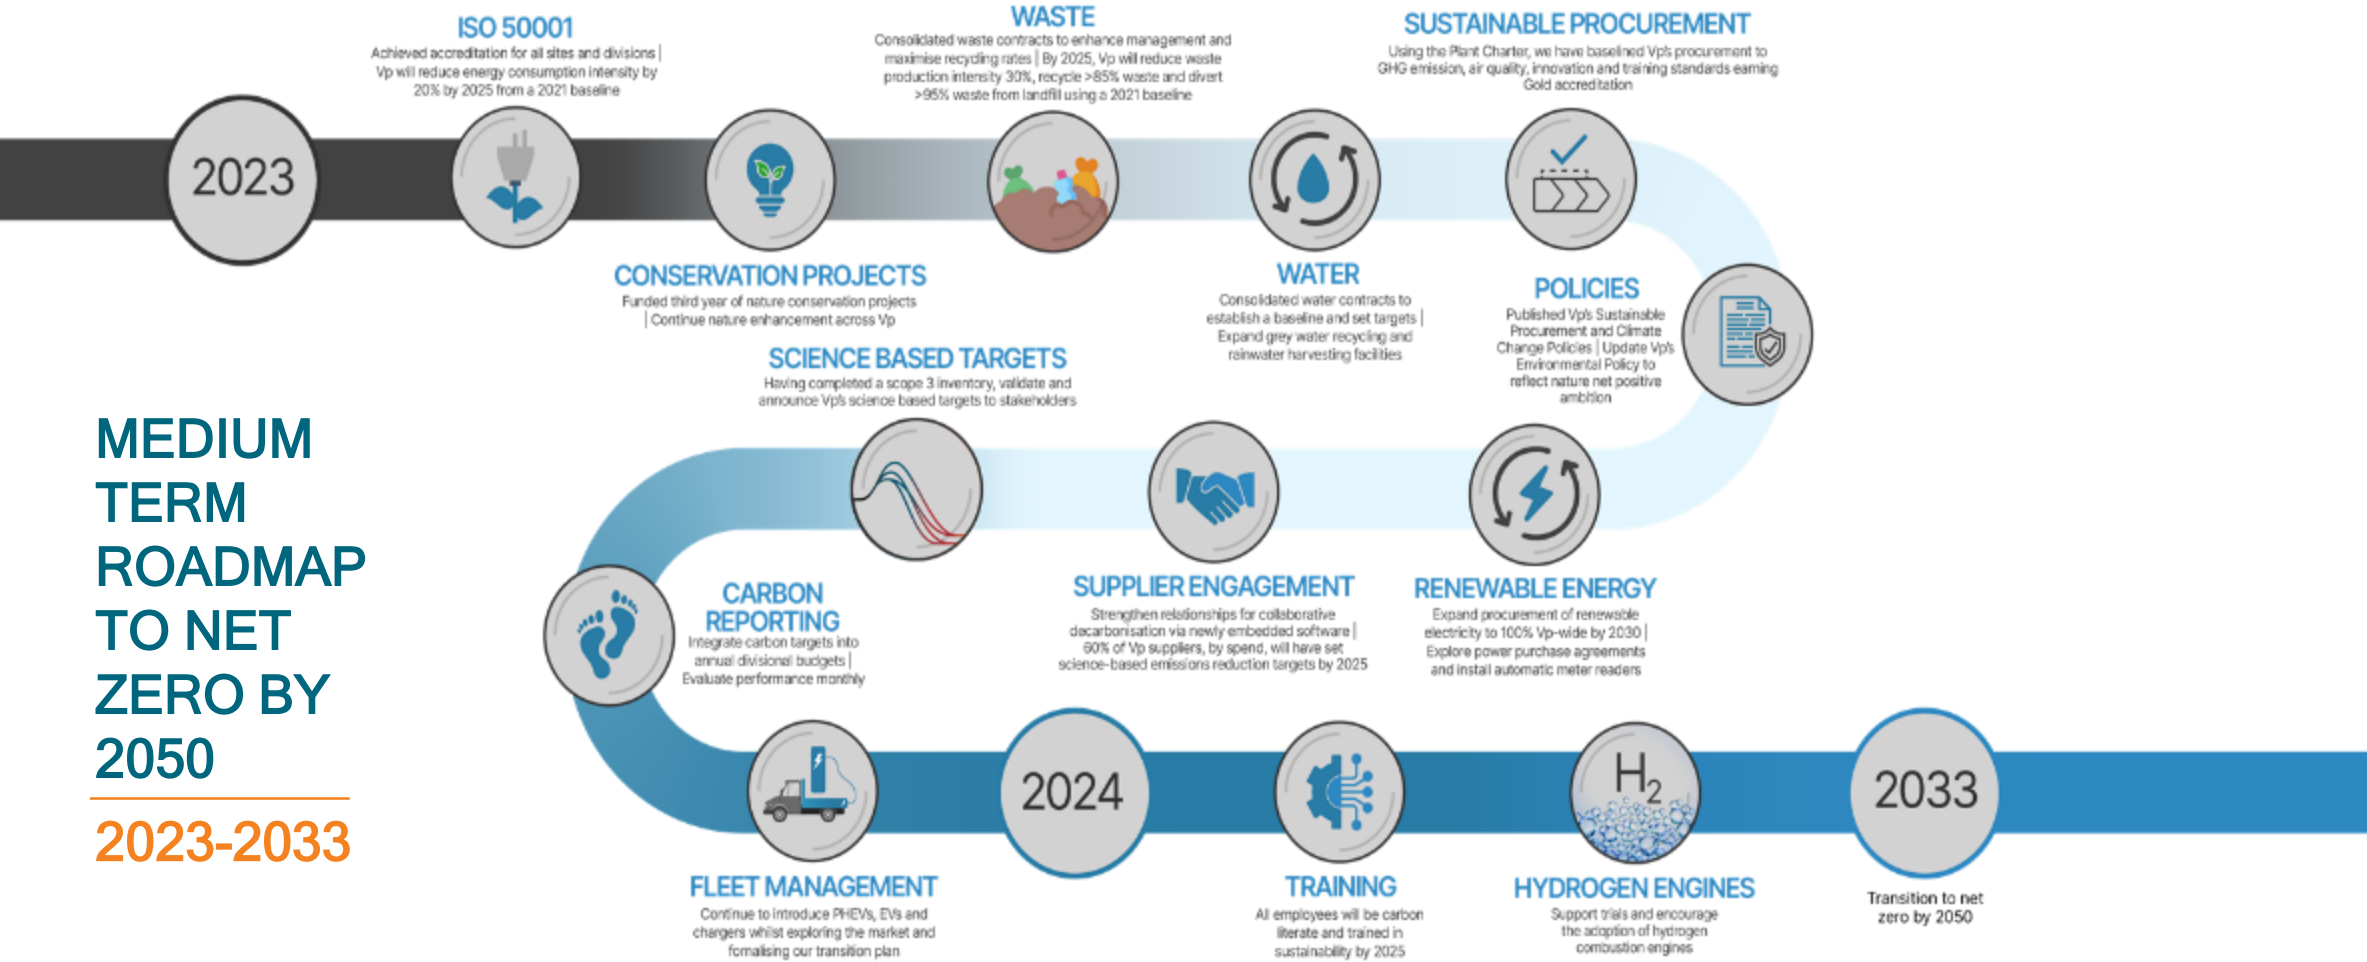 MEDIUM
TERM
ROADMAP
TO NET
ZERO BY
2050
2023-2033
2023
ISO 50001
Achieved accreditation for all sites and divisions |
Vp will reduce energy consumption intensity by
20% by 2025 from a 2021 baseline
CONSERVATION PROJECTS
Funded third year of nature conservation projects
| Continue nature enhancement across Vp
WASTE
Consolidated waste contracts to enhance management and
maximise recycling rates | By 2025, Vp will reduce waste
production intensity 30%, recycle >85% waste and divert
>95% waste from landfill using a 2021 baseline
WATER
Consolidated water contracts to
establish a baseline and set targets |
Expand grey water recycling and
rainwater harvesting facilities
SUSTAINABLE PROCUREMENT
Using the Plant Charter, we have baselined Vp's procurement to
GHG emission, air quality, innovation and training standards earning
Gold accreditation
POLICIES
Published Vp's Sustainable
Procurement and Climate
Change Policies | Update Vp's
Environmental Policy to
reflect nature net positive
ambition
RENEWABLE ENERGY
Expand procurement of renewable
electricity to 100% Vp-wide by 2030 |
Explore power purchase agreements
and install automatic meter readers
SUPPLIER ENGAGEMENT
Strengthen relationships for collaborative
decarbonisation via newly embedded software |
60% of Vp suppliers, by spend, will have set
science-based emissions reduction targets by 2025
SCIENCE BASED TARGETS
Having completed a scope 3 inventory, validate and
announce Vp's science based targets to stakeholders
CARBON
REPORTING
Integrate carbon targets into
annual divisional budgets |
Evaluate performance monthly
FLEET MANAGEMENT
Continue to introduce PHEVs, EVs and
chargers whilst exploring the market and
formalising our transition plan
2024
TRAINING
All employees will be carbon
literate and trained in
sustainability by 2025
H2
HYDROGEN ENGINES
Support trials and encourage
the adoption of hydrogen
combustion engines
2033
Transition to net
zero by 2050